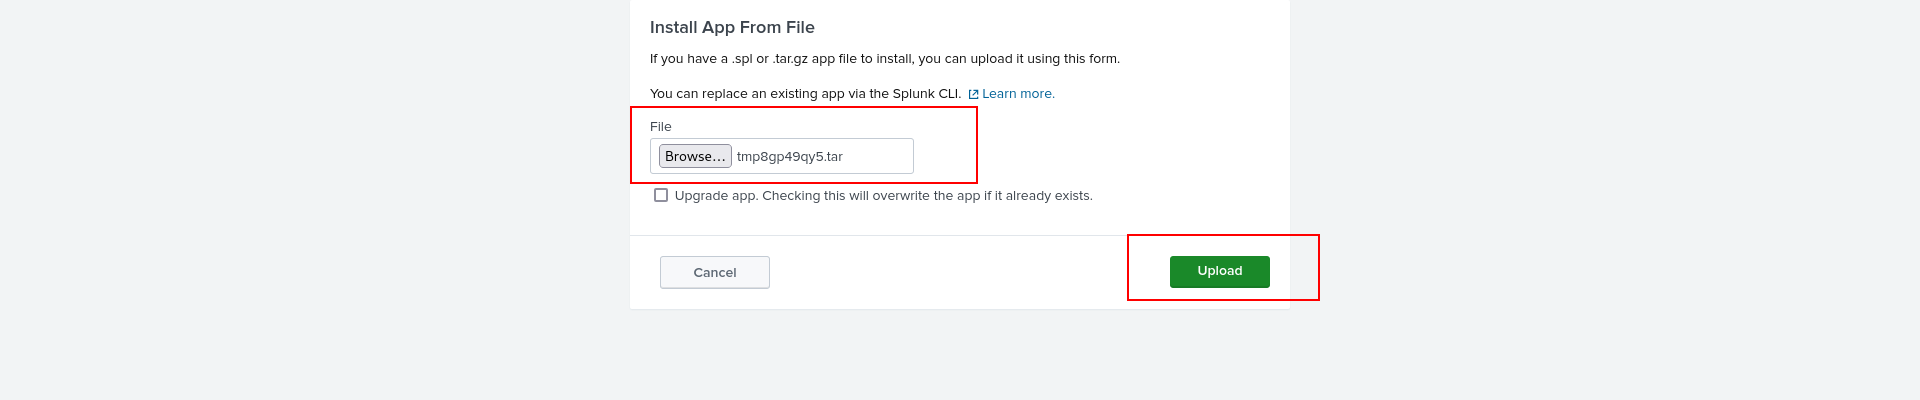 Install App From File
If you have a .spl or .tar.gz app file to install, you can upload it using this form.
You can replace an existing app via the Splunk CLI. Learn more.
File
Browse... tmp8gp49qy5.tar
Upgrade app. Checking this will overwrite the app if it already exists.
Cancel Upload